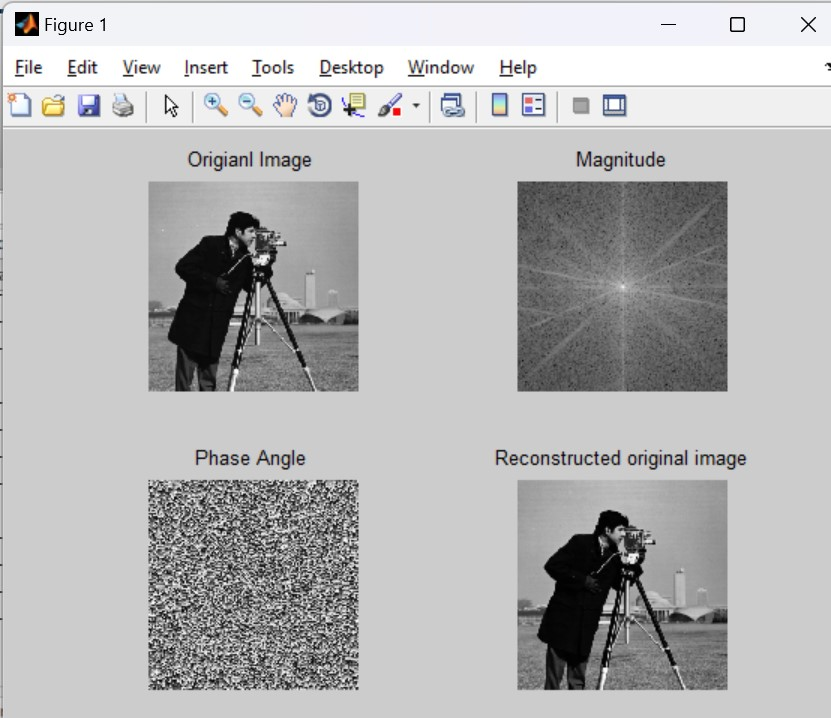 Figure 1
File Edit View Insert Tools Desktop Window Help
Origianl Image
Magnitude
Phase Angle
Reconstructed original image